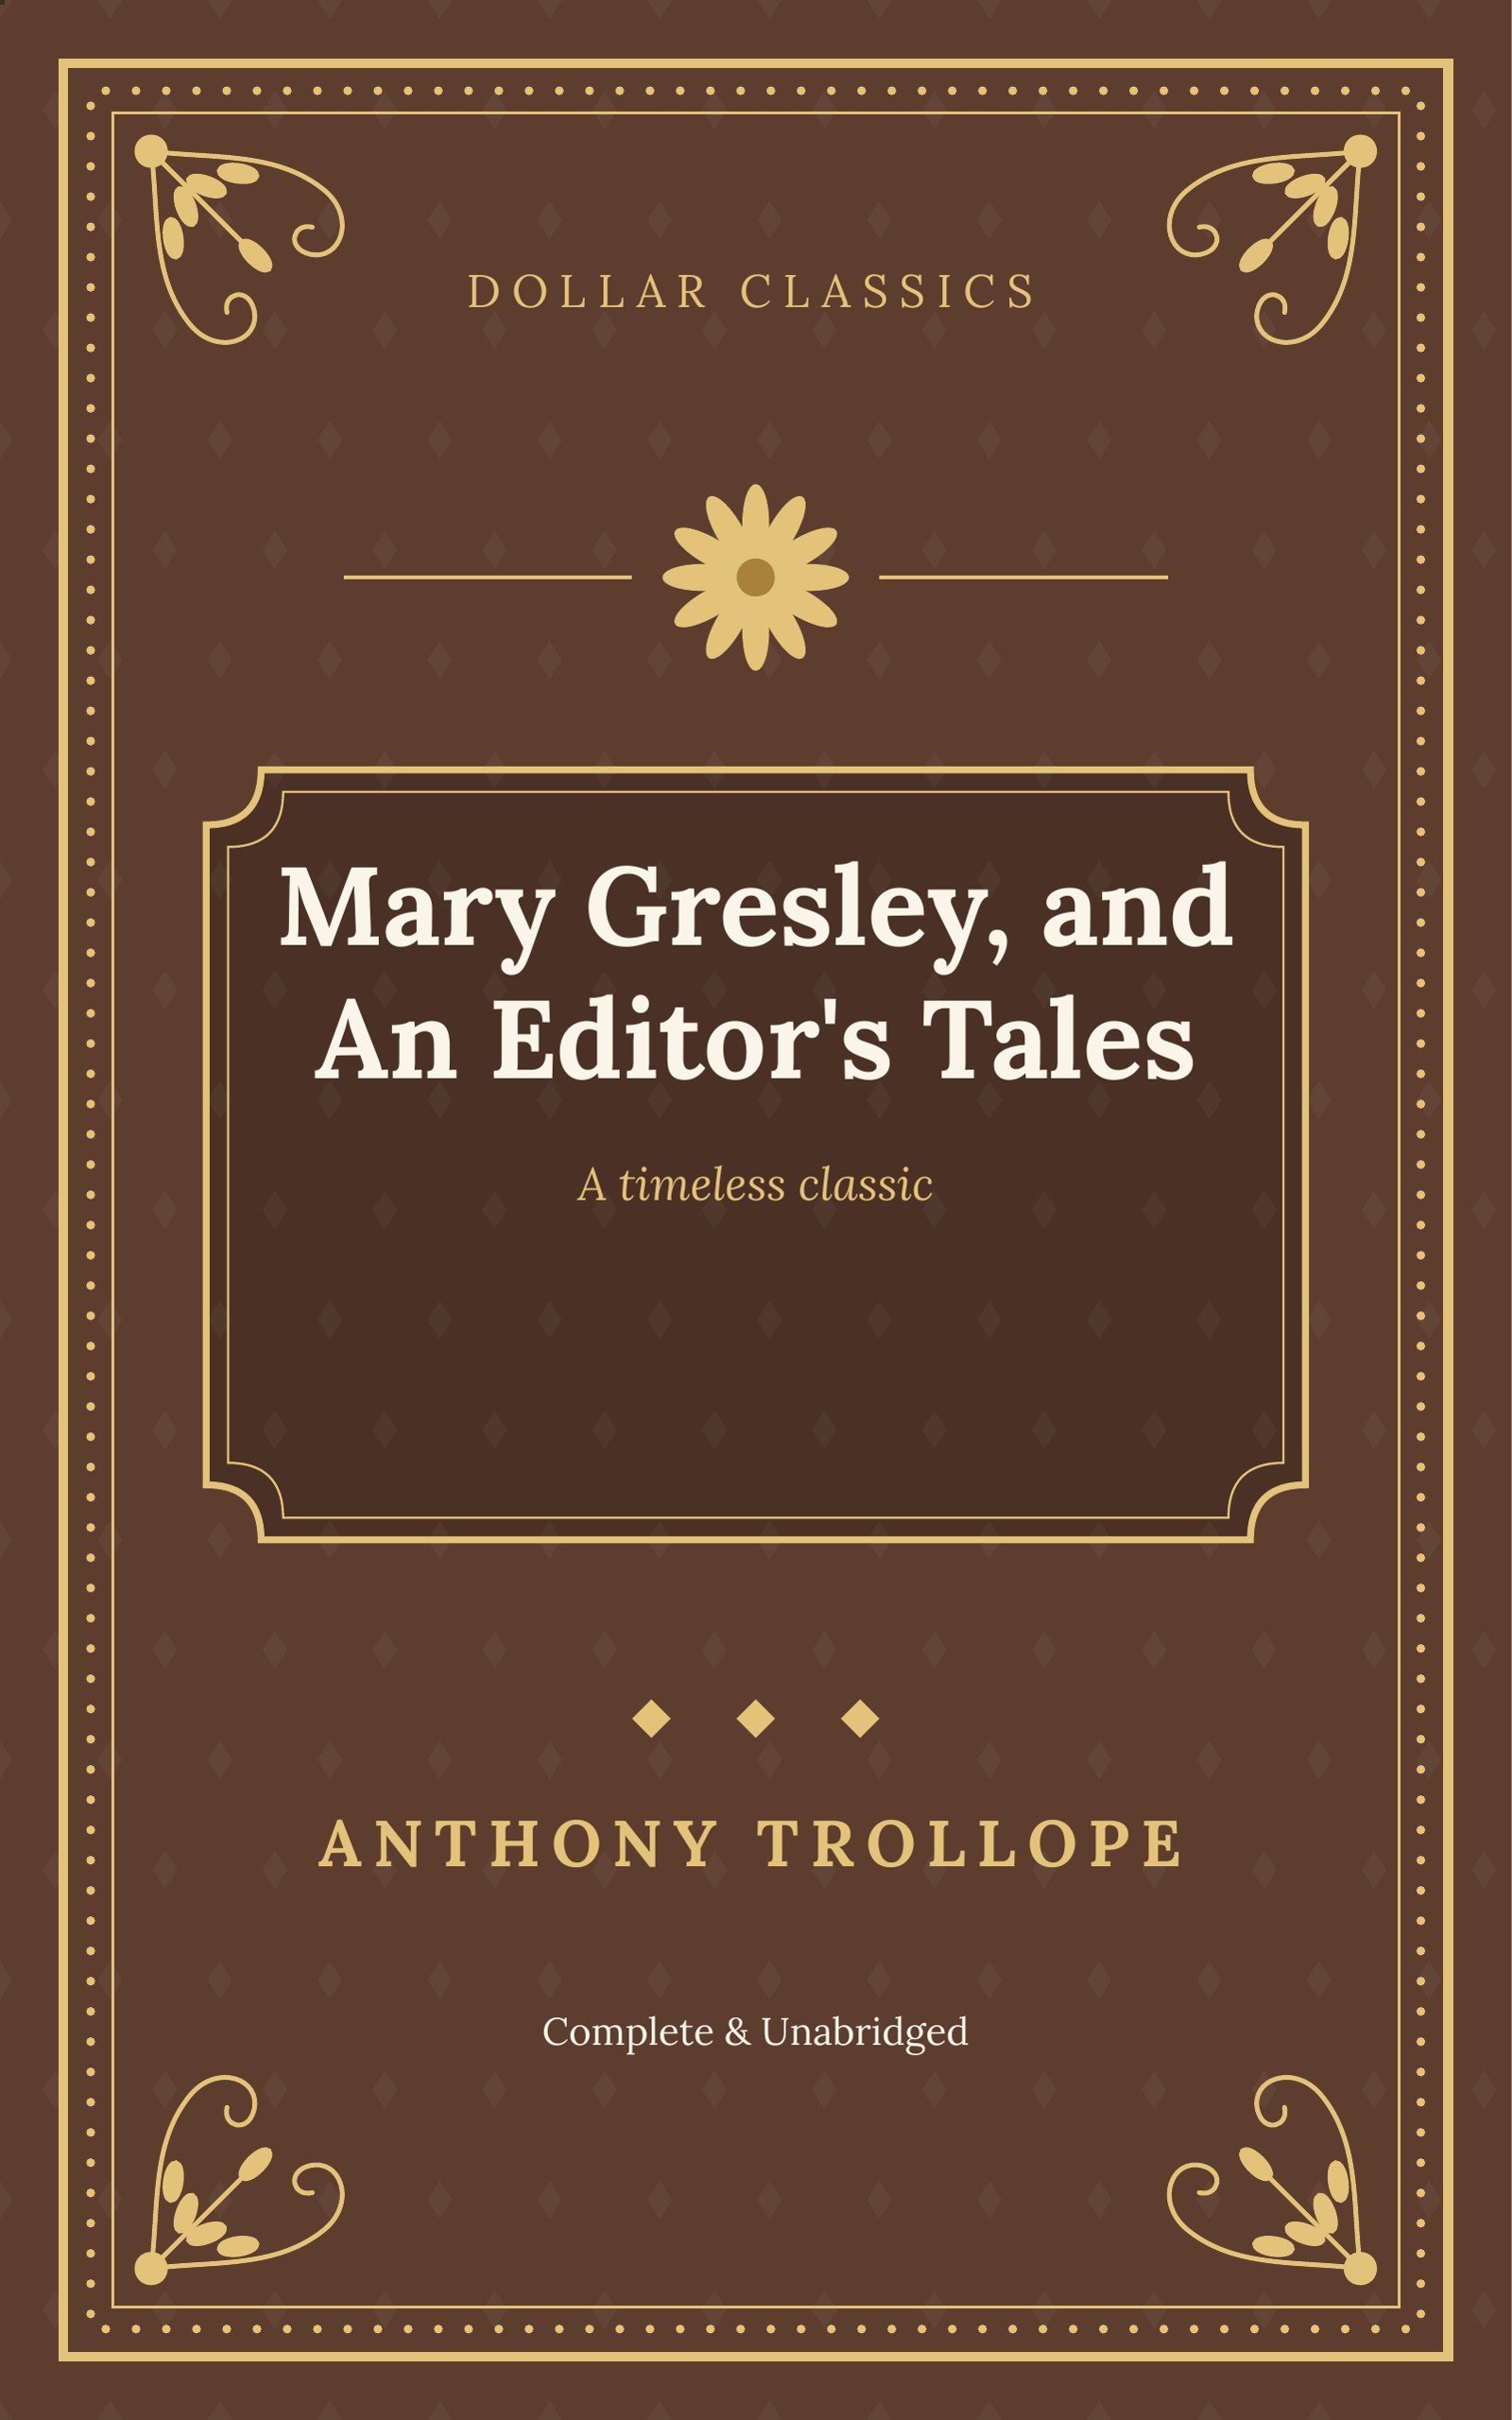 DOLLAR CLASSICS
Mary Gresley, and
An Editor's Tales
A timeless classic
ANTHONY TROLLOPE
Complete & Unabridged